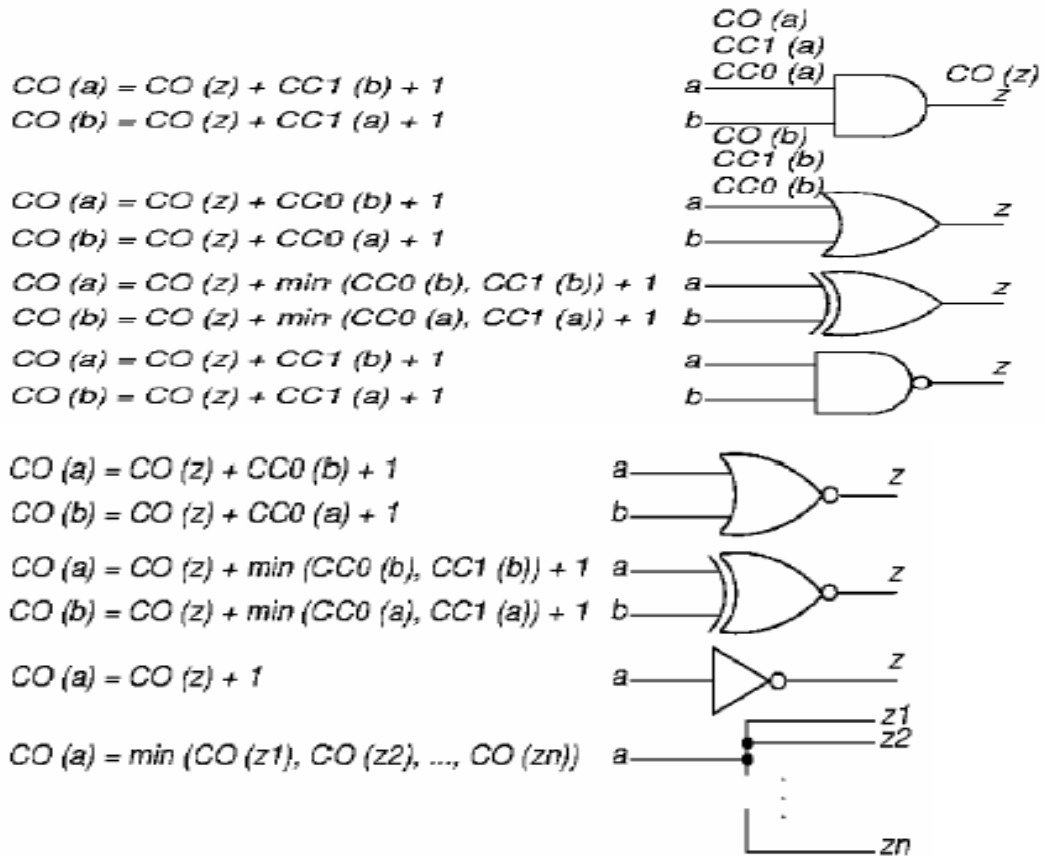 CO (a)
CC1 (a)
CO (a) = CO (z) + CC1 (b) + 1 a CC0 (a) CO (z)
z
CO (b) = CO (z) + CC1 (a) + 1 b
CO (b)
CC1 (b)
CC0 (b)
CO (a) = CO (z) + CC0 (b) + 1 a z
CO (b) = CO (z) + CC0 (a) + 1 b
CO (a) = CO (z) + min (CC0 (b), CC1 (b)) + 1 a z
CO (b) = CO (z) + min (CC0 (a), CC1 (a)) + 1 b
CO (a) = CO (z) + CC1 (b) + 1 a z
CO (b) = CO (z) + CC1 (a) + 1 b
CO (a) = CO (z) + CC0 (b) + 1 a z
CO (b) = CO (z) + CC0 (a) + 1 b
CO (a) = CO (z) + min (CC0 (b), CC1 (b)) + 1 a z
CO (b) = CO (z) + min (CC0 (a), CC1 (a)) + 1 b
CO (a) = CO (z) + 1 a z
z1
z2
CO (a) = min (CO (z1), CO (z2), ..., CO (zn)) a
zn